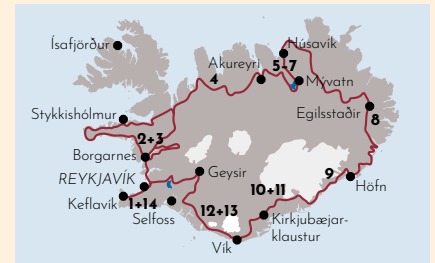 Ísafjörður
Húsavík
Akureyri
5-7
4
Mývatn
Stykkishólmur
Egilsstaðir
8
2+3
Borgarnes
REYKJAVÍK
Geysir
9
Höfn
Keflavík
1+14
10+11
Selfoss
12+13
Kirkjubæjar-
klaustur
Vík